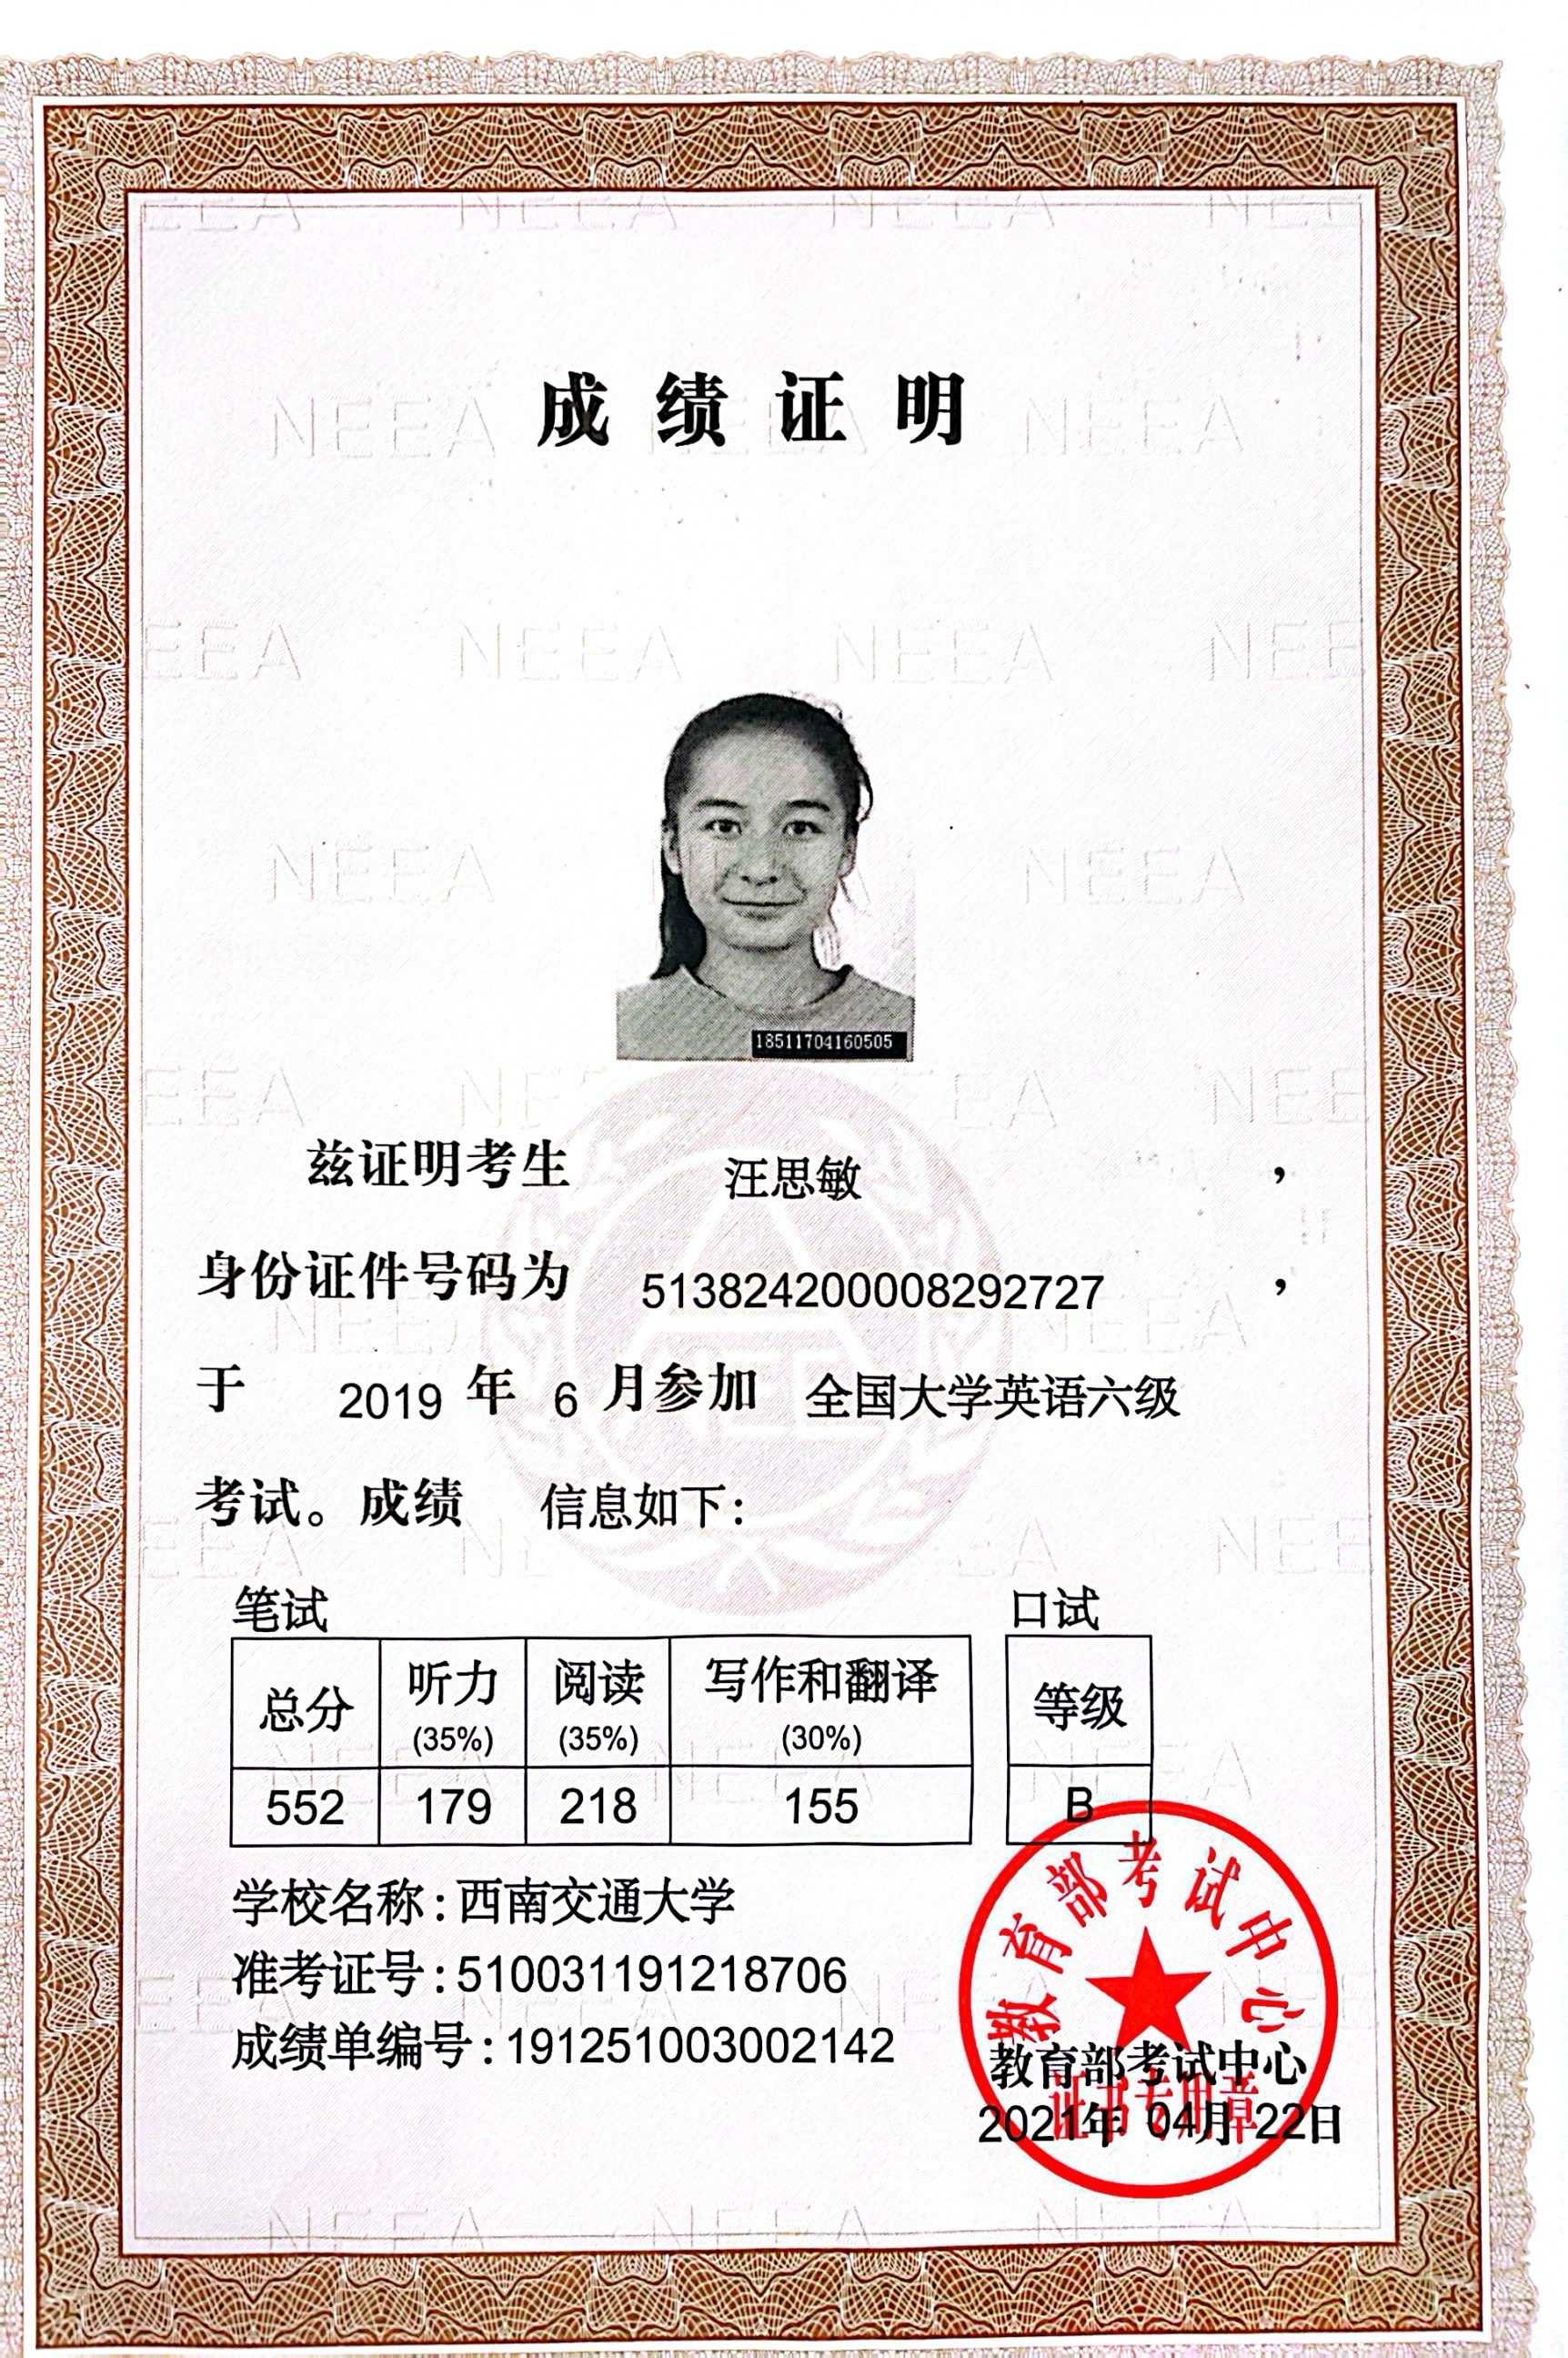 成绩证明
18511704160505
兹证明考生 汪思敏 ，
身份证件号码为 513824200008292727 ，
于 2019 年 6 月参加 全国大学英语六级
考试。成绩 信息如下：
笔试 口试
总分 听力 (35%) 阅读 (35%) 写作和翻译 (30%) 等级
552 179 218 155 B
学校名称：西南交通大学
准考证号：510031191218706
成绩单编号：191251003002142
教育部考试中心
证书专用章
教育部考试中心
2021年 04月 22日
NEEA